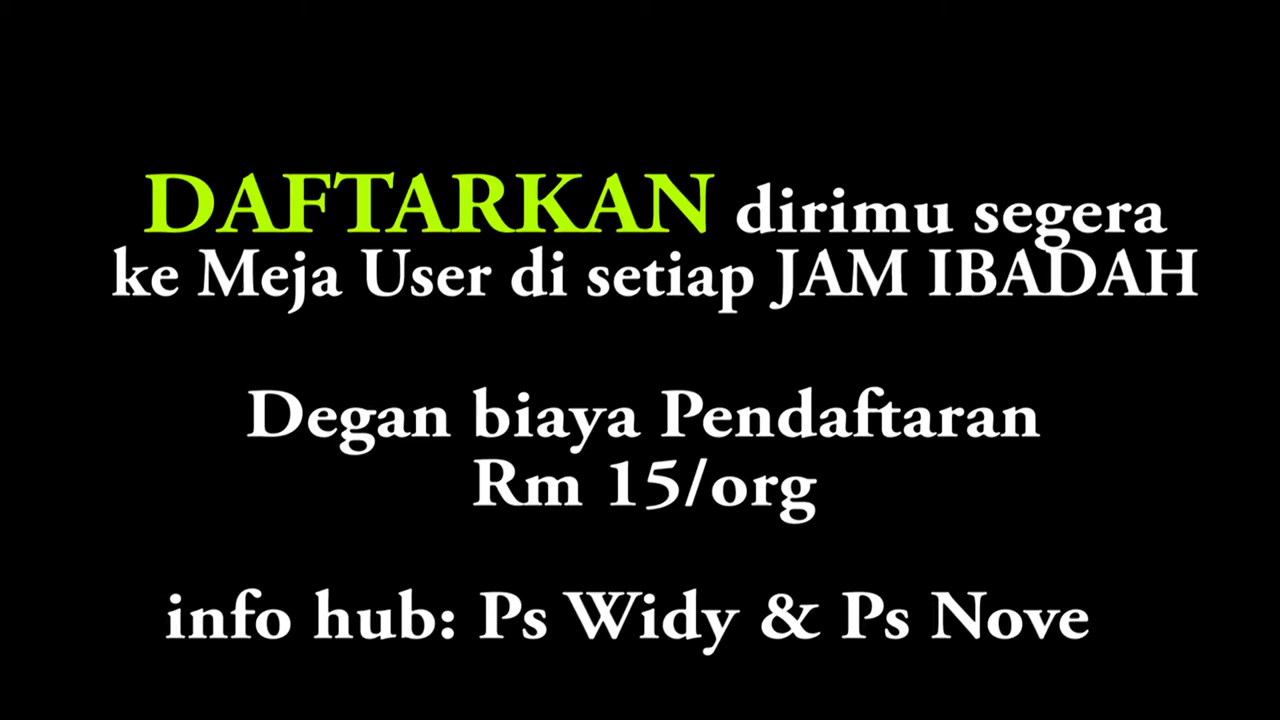 DAFTARKAN dirimu segera
ke Meja User di setiap JAM IBADAH
Degan biaya Pendaftaran
Rm 15/org
info hub: Ps Widy & Ps Nove